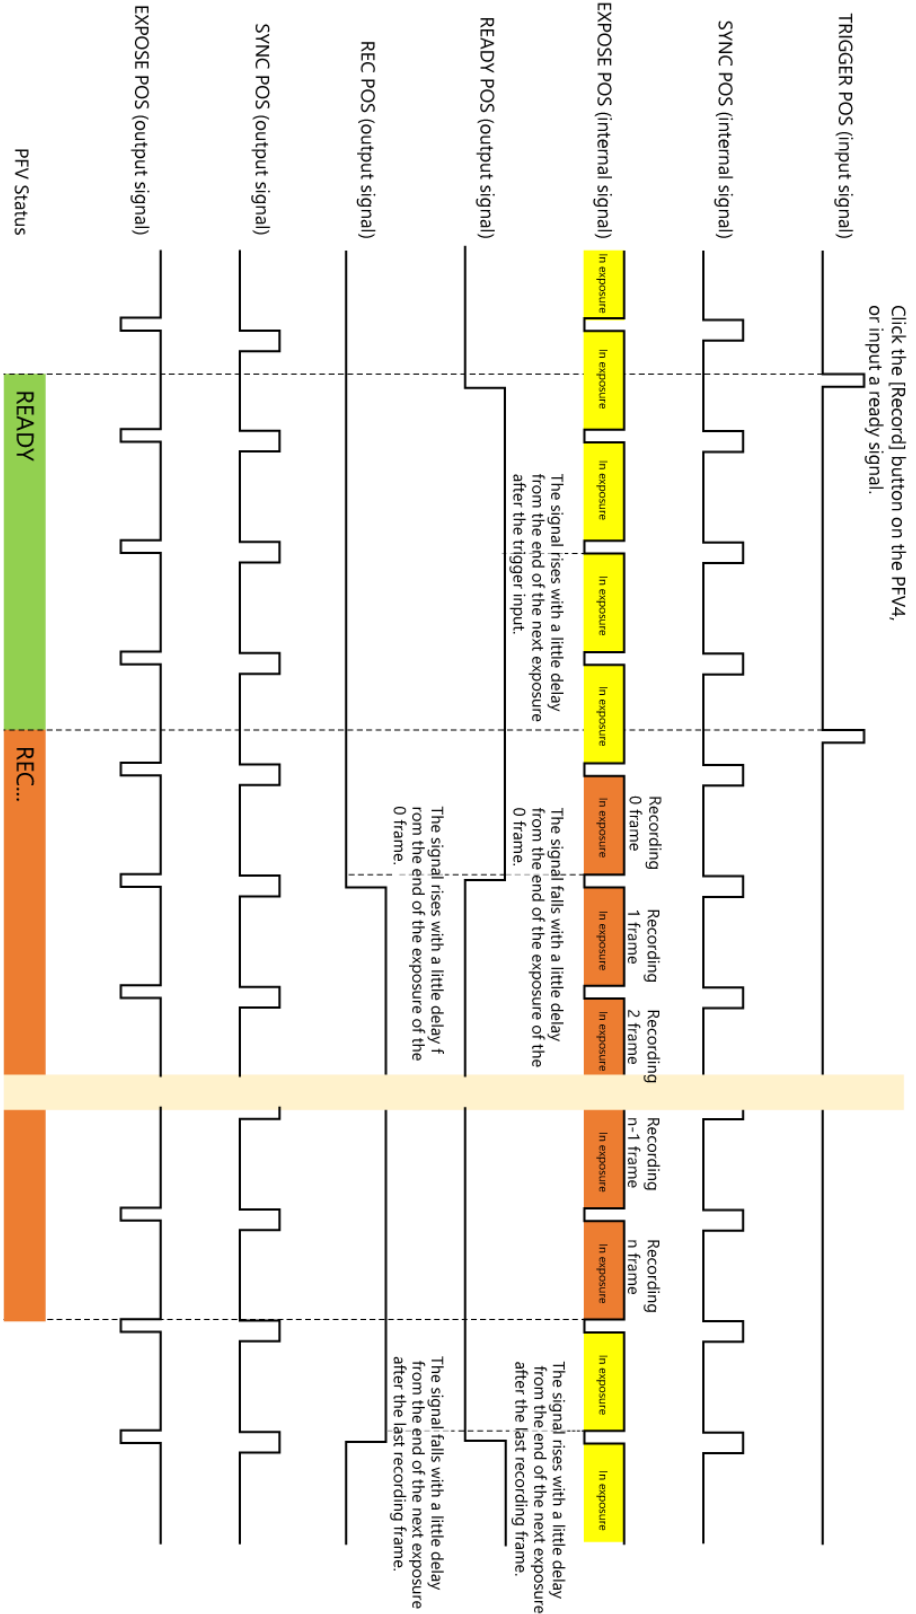 Click the [Record] button on the PFV4,
or input a ready signal.
TRIGGER POS (input signal)
SYNC POS (internal signal)
Recording
0 frame
Recording
1 frame
Recording
2 frame
Recording
n-1 frame
Recording
n frame
EXPOSE POS (internal signal)
In exposure
In exposure
In exposure
In exposure
In exposure
In exposure
In exposure
In exposure
In exposure
In exposure
In exposure
In exposure
The signal rises with a little delay
from the end of the next exposure
after the trigger input.
The signal falls with a little delay
from the end of the exposure of the
0 frame.
The signal rises with a little delay
from the end of the next exposure
after the last recording frame.
READY POS (output signal)
The signal rises with a little delay f
rom the end of the exposure of the
0 frame.
The signal falls with a little delay
from the end of the next exposure
after the last recording frame.
REC POS (output signal)
SYNC POS (output signal)
EXPOSE POS (output signal)
PFV Status
READY
REC...